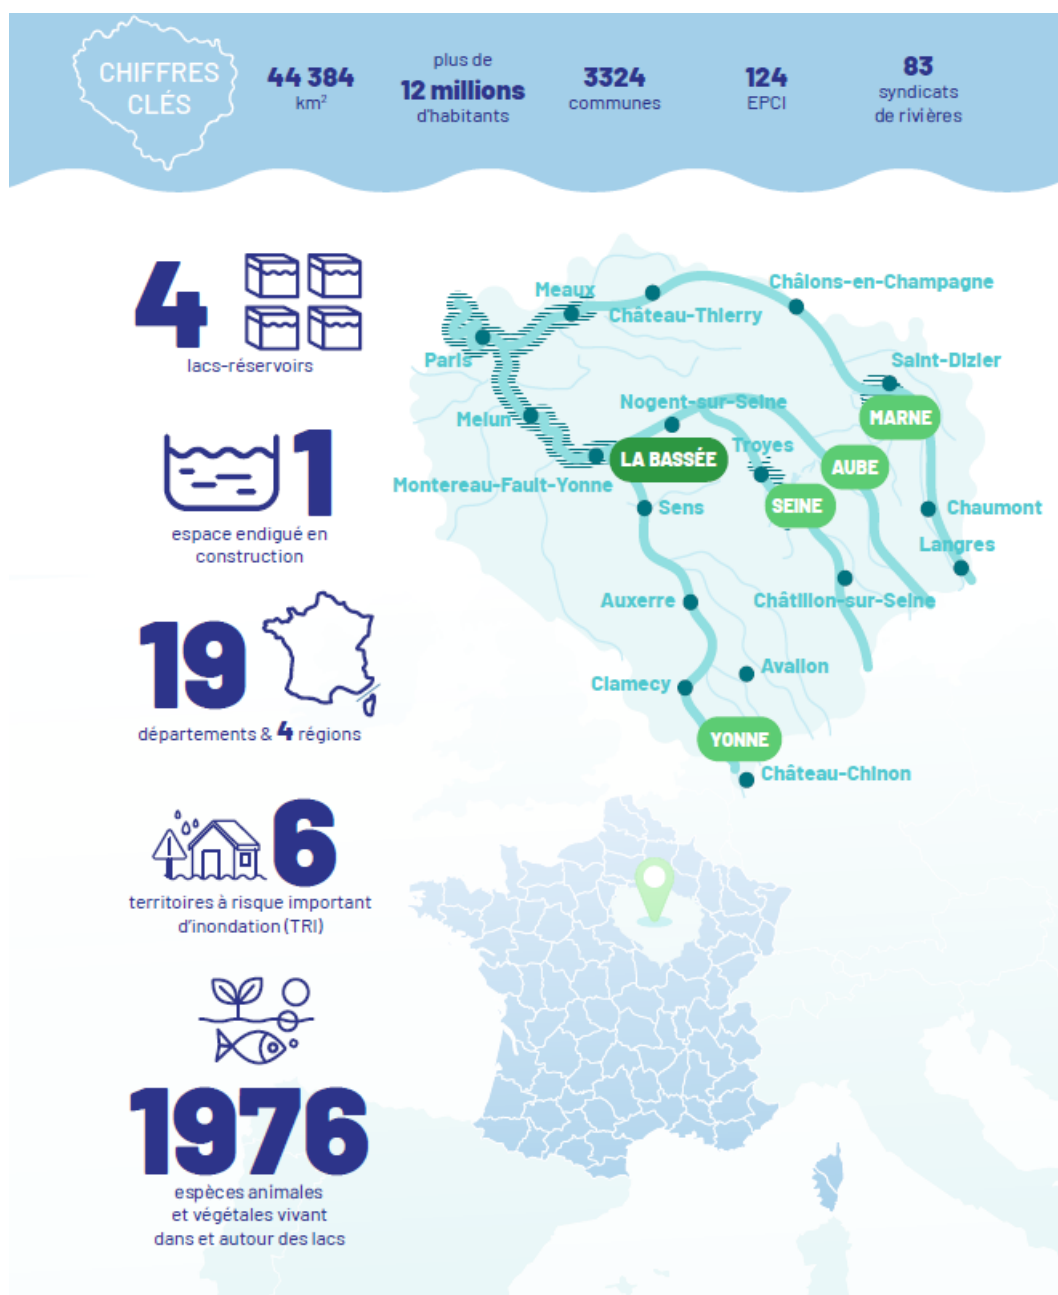 CHIFFRES
CLÉS
44 384
km²
plus de
12 millions
d'habitants
3324
communes
124
EPCI
83
syndicats
de rivières
4
lacs-réservoirs
1
espace endigué en
construction
19
départements & 4 régions
6
territoires à risque important
d'inondation (TRI)
1976
espèces animales
et végétales vivant
dans et autour des lacs
Meaux
Châlons-en-Champagne
Château-Thierry
Paris
Saint-Dizier
Melun
Nogent-sur-Seine
MARNE
Troyes
LA BASSÉE
AUBE
Montereau-Fault-Yonne
SEINE
Sens
Chaumont
Langres
Auxerre
Châtillon-sur-Seine
Avallon
Clamecy
YONNE
Château-Chinon